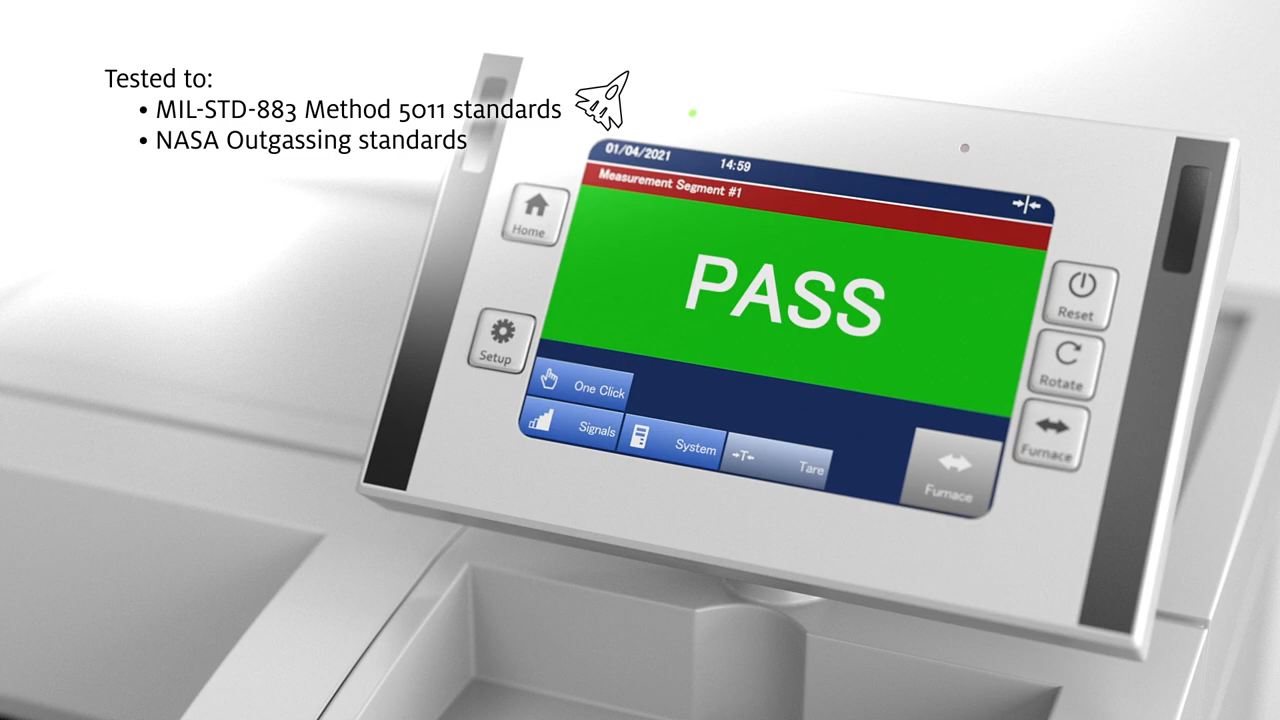 Tested to:
• MIL-STD-883 Method 5011 standards
• NASA Outgassing standards
01/04/2021 14:59
Measurement Segment #1
Home
PASS
Reset
Setup
Rotate
One Click
Signals
System
Tare
Furnace
Furnace